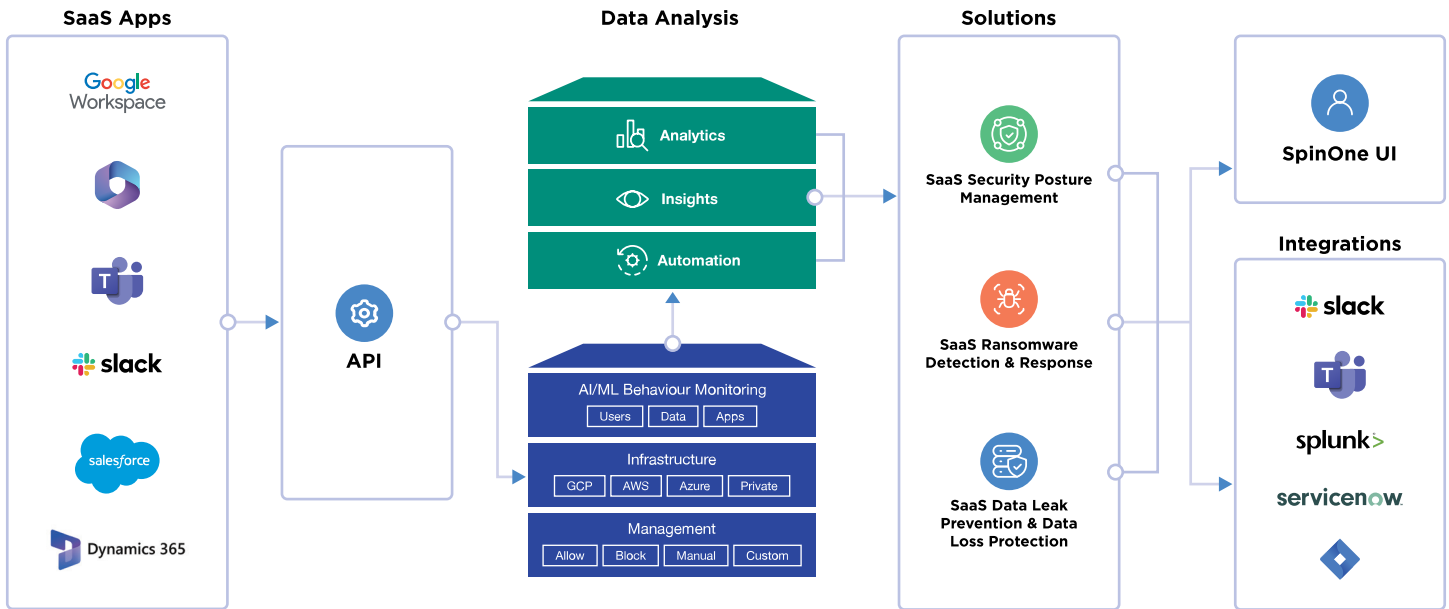 SaaS Apps
Google
Workspace
T
slack
salesforce
Dynamics 365
API
Data Analysis
Analytics
Insights
Automation
AI/ML Behaviour Monitoring
Users Data Apps
Infrastructure
GCP AWS Azure Private
Management
Allow Block Manual Custom
Solutions
SaaS Security Posture
Management
SaaS Ransomware
Detection & Response
SaaS Data Leak
Prevention & Data
Loss Protection
SpinOne UI
Integrations
slack
T
splunk>
servicenow